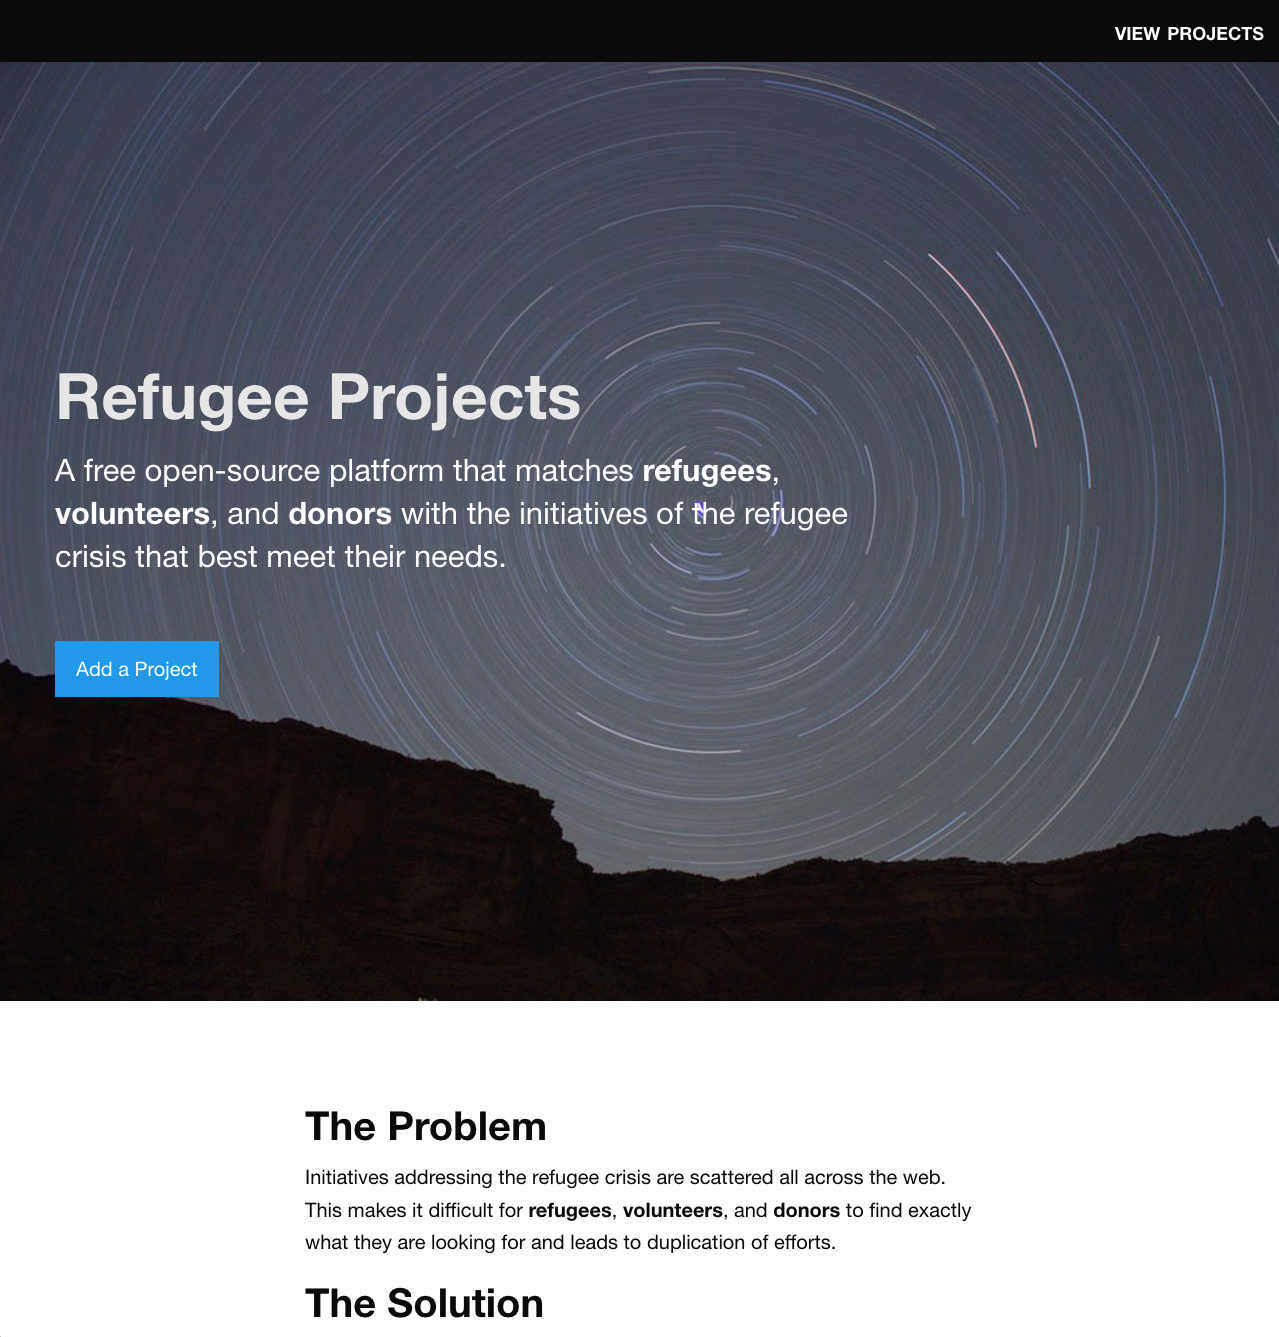 VIEW PROJECTS
Refugee Projects
A free open-source platform that matches refugees,
volunteers, and donors with the initiatives of the refugee
crisis that best meet their needs.
Add a Project
The Problem
Initiatives addressing the refugee crisis are scattered all across the web.
This makes it difficult for refugees, volunteers, and donors to find exactly
what they are looking for and leads to duplication of efforts.
The Solution